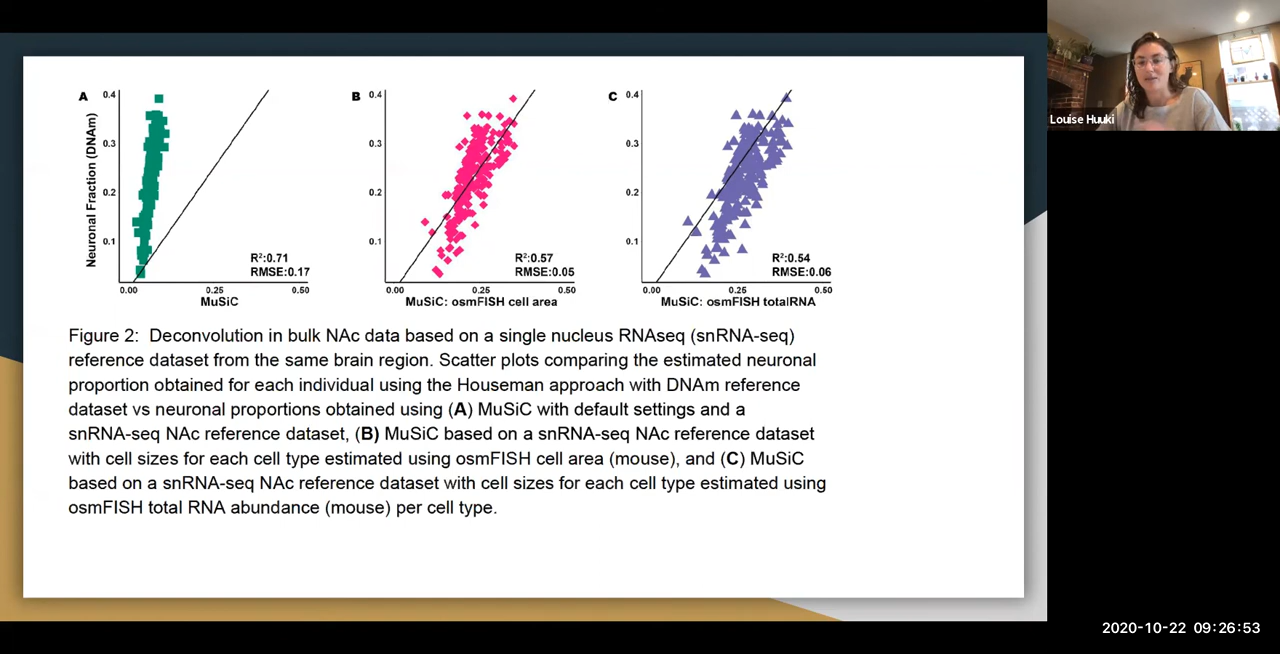 A
Neuronal Fraction (DNAm)
0.4
0.3
0.2
0.1
0.00 0.25 0.50
MuSiC
R²:0.71
RMSE:0.17
B
0.4
0.3
0.2
0.1
0.00 0.25 0.50
MuSiC: osmFISH cell area
R²:0.57
RMSE:0.05
C
0.4
0.3
0.2
0.1
0.00 0.25 0.50
MuSiC: osmFISH totalRNA
R²:0.54
RMSE:0.06
Figure 2: Deconvolution in bulk NAc data based on a single nucleus RNAseq (snRNA-seq)
reference dataset from the same brain region. Scatter plots comparing the estimated neuronal
proportion obtained for each individual using the Houseman approach with DNAm reference
dataset vs neuronal proportions obtained using (A) MuSiC with default settings and a
snRNA-seq NAc reference dataset, (B) MuSiC based on a snRNA-seq NAc reference dataset
with cell sizes for each cell type estimated using osmFISH cell area (mouse), and (C) MuSiC
based on a snRNA-seq NAc reference dataset with cell sizes for each cell type estimated using
osmFISH total RNA abundance (mouse) per cell type.
Louise Huuki
2020-10-22 09:26:53